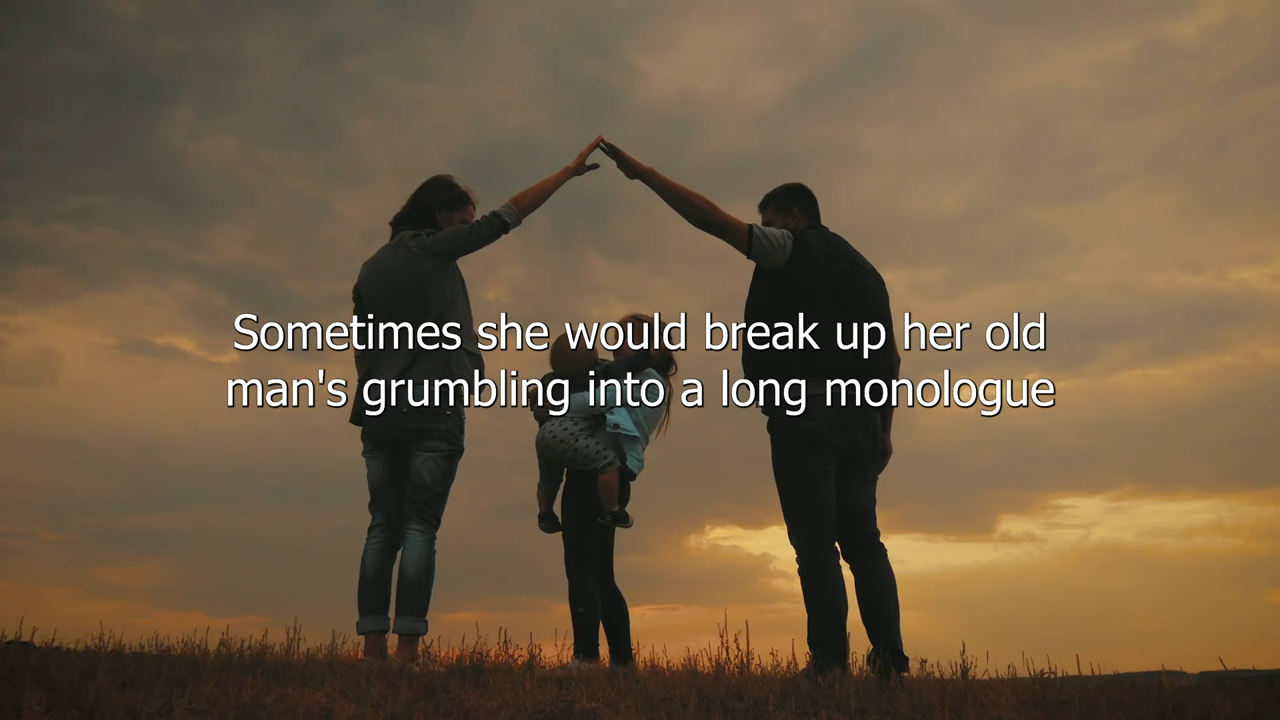 Sometimes she would break up her old
man's grumbling into a long monologue